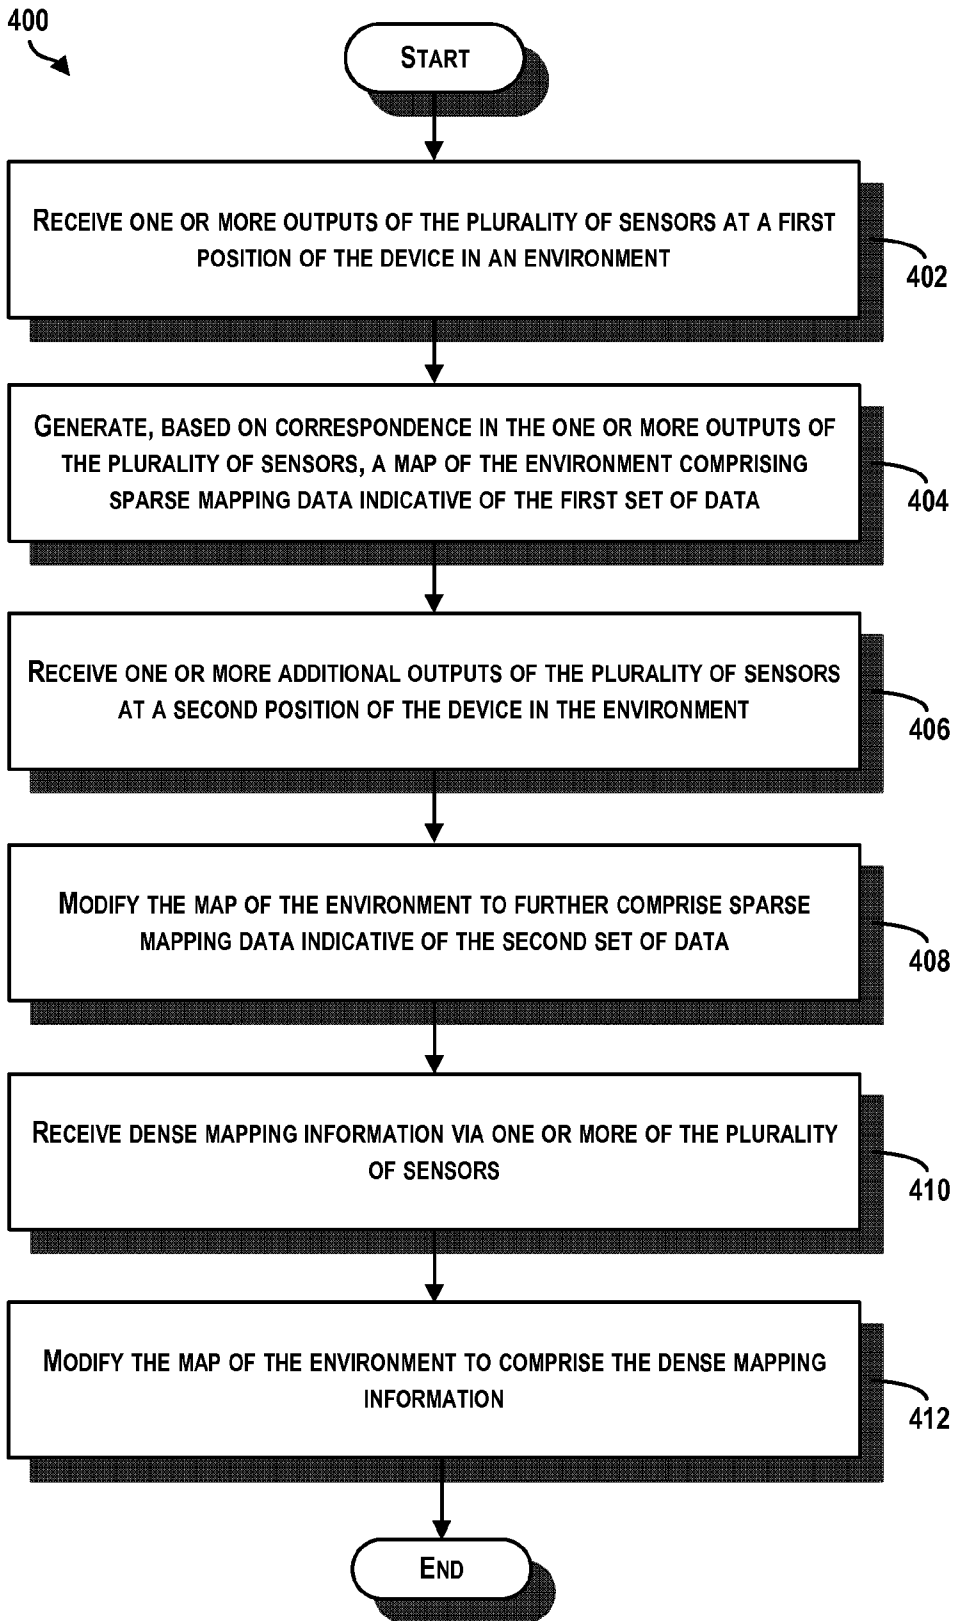 400
START
RECEIVE ONE OR MORE OUTPUTS OF THE PLURALITY OF SENSORS AT A FIRST
POSITION OF THE DEVICE IN AN ENVIRONMENT
402
GENERATE, BASED ON CORRESPONDENCE IN THE ONE OR MORE OUTPUTS OF
THE PLURALITY OF SENSORS, A MAP OF THE ENVIRONMENT COMPRISING
SPARSE MAPPING DATA INDICATIVE OF THE FIRST SET OF DATA
404
RECEIVE ONE OR MORE ADDITIONAL OUTPUTS OF THE PLURALITY OF SENSORS
AT A SECOND POSITION OF THE DEVICE IN THE ENVIRONMENT
406
MODIFY THE MAP OF THE ENVIRONMENT TO FURTHER COMPRISE SPARSE
MAPPING DATA INDICATIVE OF THE SECOND SET OF DATA
408
RECEIVE DENSE MAPPING INFORMATION VIA ONE OR MORE OF THE PLURALITY
OF SENSORS
410
MODIFY THE MAP OF THE ENVIRONMENT TO COMPRISE THE DENSE MAPPING
INFORMATION
412
END